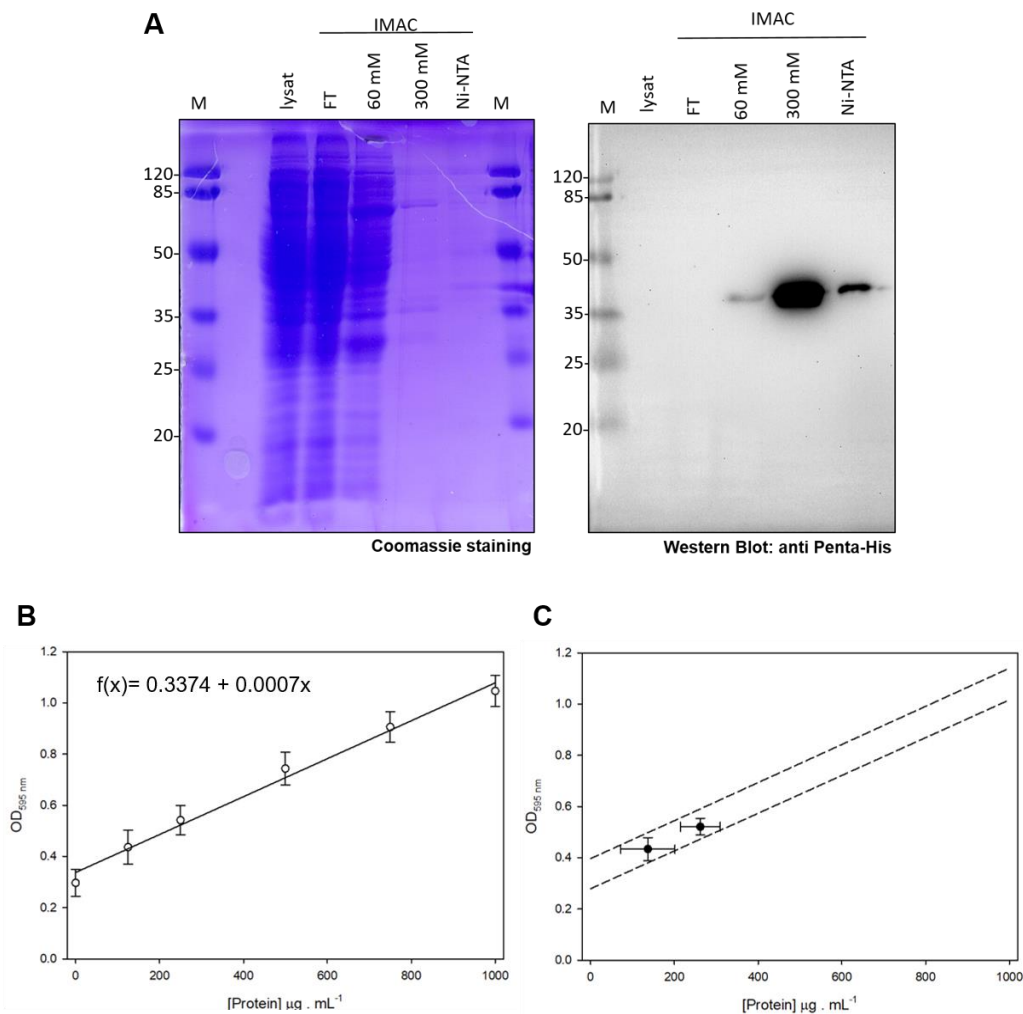 A
IMAC
M lysat FT 60 mM 300 mM Ni-NTA M
120
85
50
35
25
20
Coomassie staining
IMAC
M lysat FT 60 mM 300 mM Ni-NTA
120
85
50
35
25
20
Western Blot: anti Penta-His
B
f(x)= 0.3374 + 0.0007x
OD595 nm
1.2
1.0
0.8
0.6
0.4
0.2
0.0
0 200 400 600 800 1000
[Protein] µg . mL-1
C
OD595 nm
1.2
1.0
0.8
0.6
0.4
0.2
0.0
0 200 400 600 800 1000
[Protein] µg . mL-1